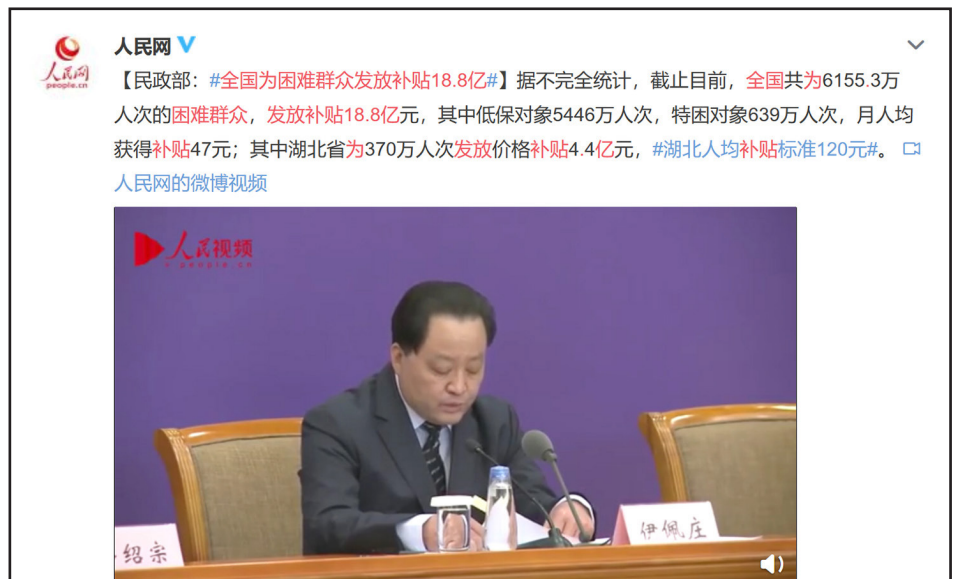 人民网
people.cn
人民网
【民政部：#全国为困难群众发放补贴18.8亿#】据不完全统计，截止目前，全国共为6155.3万
人次的困难群众，发放补贴18.8亿元，其中低保对象5446万人次，特困对象639万人次，月人均
获得补贴47元；其中湖北省为370万人次发放价格补贴4.4亿元，#湖北人均补贴标准120元#。
人民网的微博视频
人民视频
v.people.cn
绍宗
伊佩庄